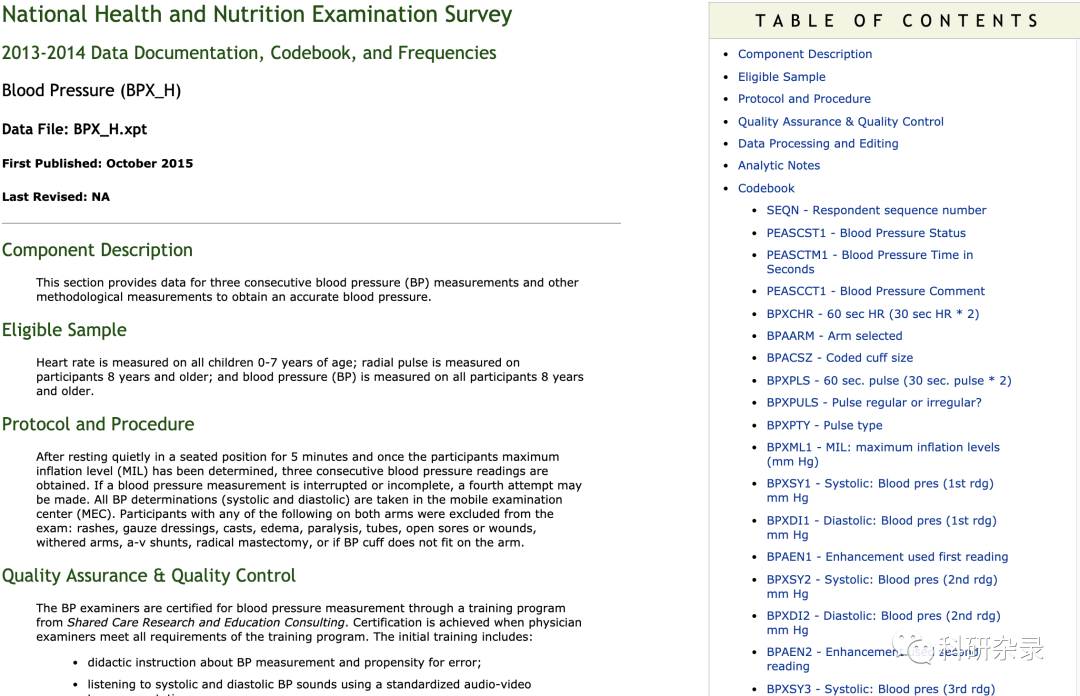 National Health and Nutrition Examination Survey
2013-2014 Data Documentation, Codebook, and Frequencies
Blood Pressure (BPX_H)
Data File: BPX_H.xpt
First Published: October 2015
Last Revised: NA
Component Description
This section provides data for three consecutive blood pressure (BP) measurements and other
methodological measurements to obtain an accurate blood pressure.
Eligible Sample
Heart rate is measured on all children 0-7 years of age; radial pulse is measured on
participants 8 years and older; and blood pressure (BP) is measured on all participants 8 years
and older.
Protocol and Procedure
After resting quietly in a seated position for 5 minutes and once the participants maximum
inflation level (MIL) has been determined, three consecutive blood pressure readings are
obtained. If a blood pressure measurement is interrupted or incomplete, a fourth attempt may
be made. All BP determinations (systolic and diastolic) are taken in the mobile examination
center (MEC). Participants with any of the following on both arms were excluded from the
exam: rashes, gauze dressings, casts, edema, paralysis, tubes, open sores or wounds,
withered arms, a-v shunts, radical mastectomy, or if BP cuff does not fit on the arm.
Quality Assurance & Quality Control
The BP examiners are certified for blood pressure measurement through a training program
from Shared Care Research and Education Consulting. Certification is achieved when physician
examiners meet all requirements of the training program. The initial training includes:
• didactic instruction about BP measurement and propensity for error;
• listening to systolic and diastolic BP sounds using a standardized audio-video
TABLE OF CONTENTS
• Component Description
• Eligible Sample
• Protocol and Procedure
• Quality Assurance & Quality Control
• Data Processing and Editing
• Analytic Notes
• Codebook
• SEQN - Respondent sequence number
• PEASCST1 - Blood Pressure Status
• PEASCTM1 - Blood Pressure Time in
Seconds
• PEASCCT1 - Blood Pressure Comment
• BPXCHR - 60 sec HR (30 sec HR * 2)
• BPAARM - Arm selected
• BPACSZ - Coded cuff size
• BPXPLS - 60 sec. pulse (30 sec. pulse * 2)
• BPXPULS - Pulse regular or irregular?
• BPXPTY - Pulse type
• BPXML1 - MIL: maximum inflation levels
(mm Hg)
• BPXSY1 - Systolic: Blood pres (1st rdg)
mm Hg
• BPXDI1 - Diastolic: Blood pres (1st rdg)
mm Hg
• BPAEN1 - Enhancement used first reading
• BPXSY2 - Systolic: Blood pres (2nd rdg)
mm Hg
• BPXDI2 - Diastolic: Blood pres (2nd rdg)
mm Hg
• BPAEN2 - Enhancement used second
reading
• BPXSY3 - Systolic: Blood pres (3rd rdg)
科研杂录